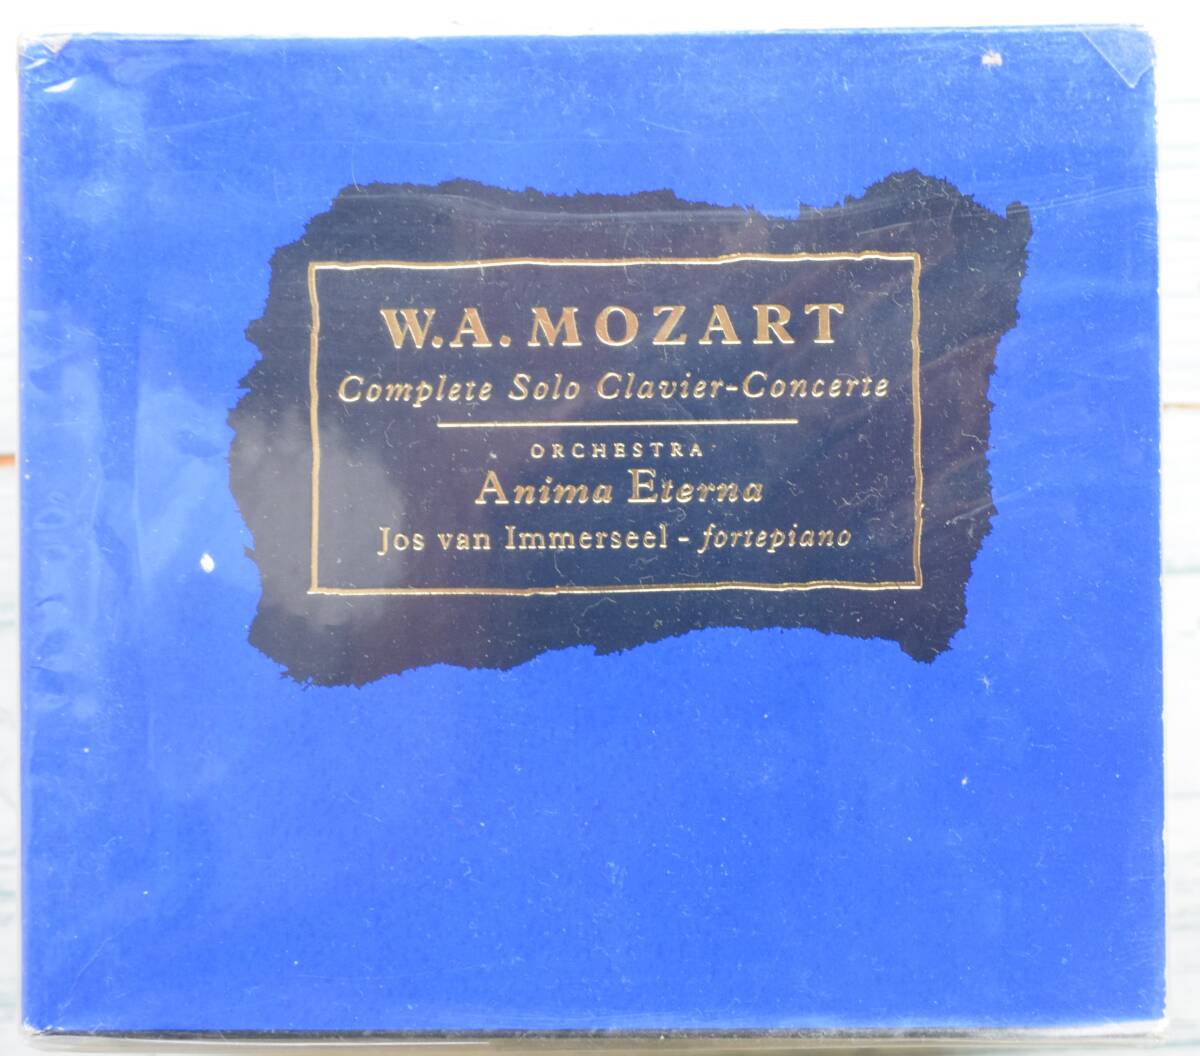 W.A. MOZART
Complete Solo Clavier-Concerte
ORCHESTRA
Anima Eterna
Jos van Immerseel - fortepiano